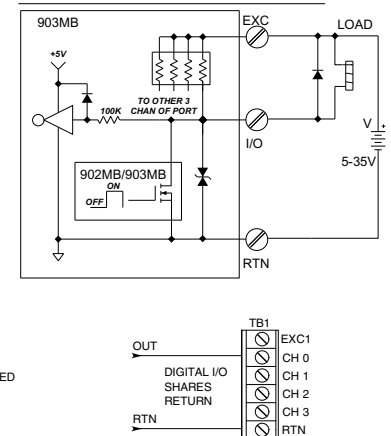 903MB
EXC
LOAD
+5V
TO OTHER 3
100K CHAN OF PORT
I/O
V +
5-35V
902MB/903MB
ON
OFF
RTN
TB1
OUT
EXC1
CH 0
ED
DIGITAL I/O
CH 1
SHARES
CH 2
RETURN
CH 3
RTN
RTN